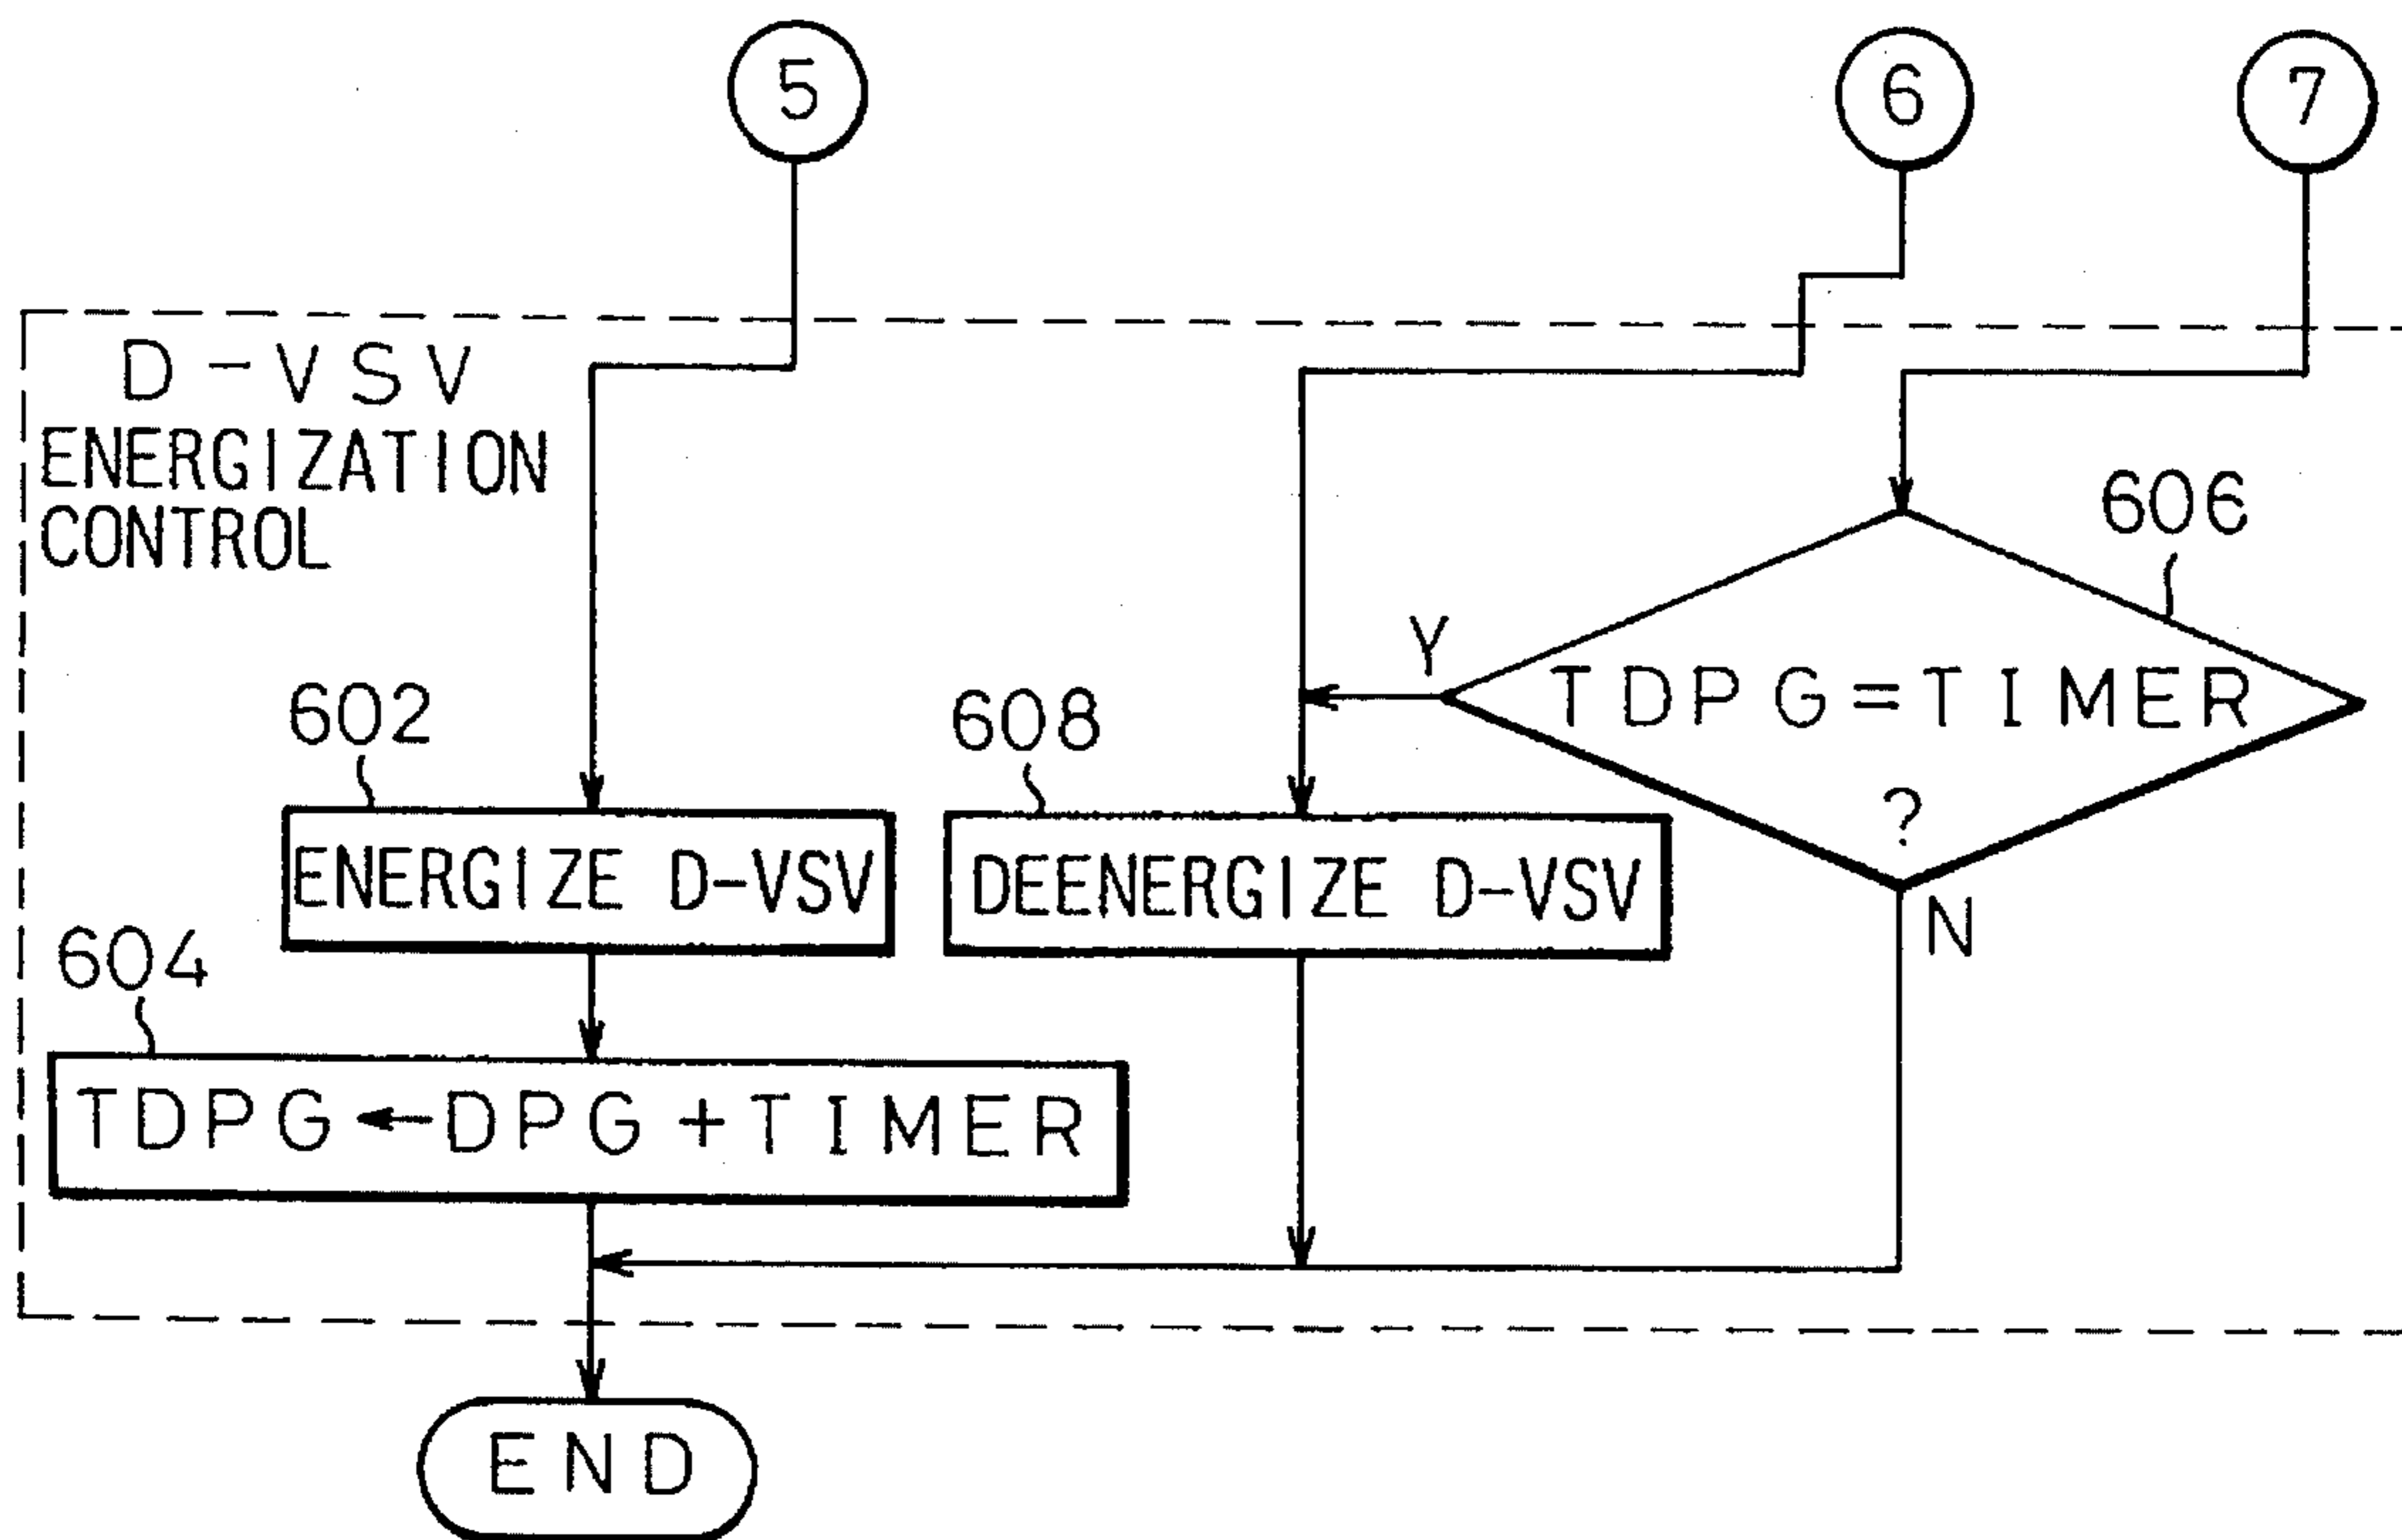 5
6
7
D-VSV
ENERGIZATION
CONTROL
606
Y
TDPG=TIMER
?
N
602
608
ENERGIZE D-VSV
DEENERGIZE D-VSV
604
TDPG←DPG+TIMER
END